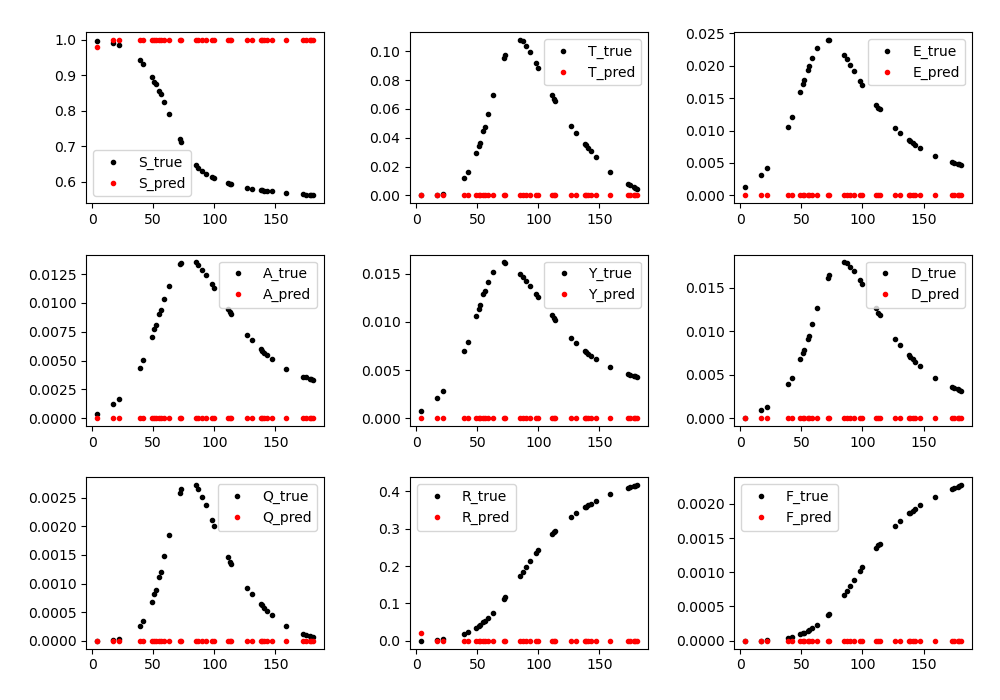 1.0
0.9
0.8
0.7
0.6
S_true
S_pred
0 50 100 150
0.10
0.08
0.06
0.04
0.02
0.00
T_true
T_pred
0 50 100 150
0.025
0.020
0.015
0.010
0.005
0.000
E_true
E_pred
0 50 100 150
0.0125
0.0100
0.0075
0.0050
0.0025
0.0000
A_true
A_pred
0 50 100 150
0.015
0.010
0.005
0.000
Y_true
Y_pred
0 50 100 150
0.015
0.010
0.005
0.000
D_true
D_pred
0 50 100 150
0.0025
0.0020
0.0015
0.0010
0.0005
0.0000
Q_true
Q_pred
0 50 100 150
0.4
0.3
0.2
0.1
0.0
R_true
R_pred
0 50 100 150
0.0020
0.0015
0.0010
0.0005
0.0000
F_true
F_pred
0 50 100 150